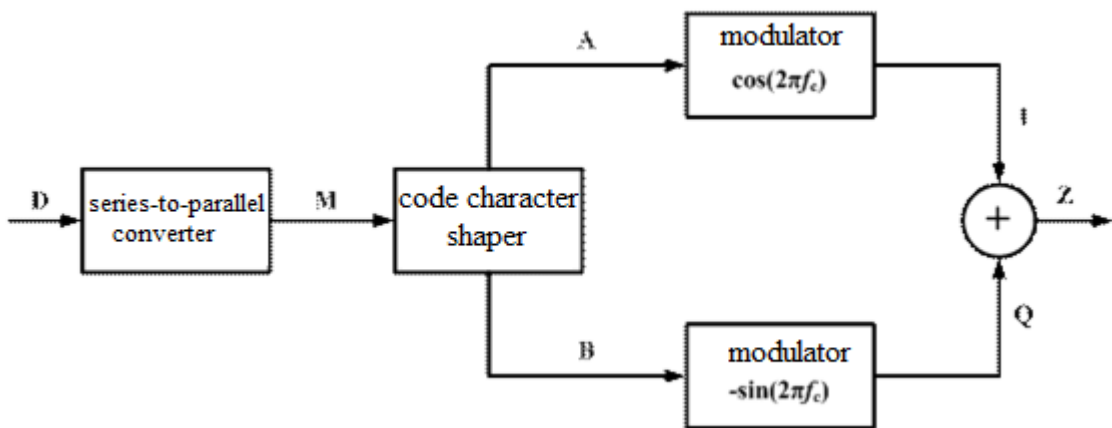 A
modulator
cos(2πfc)
I
D
series-to-parallel
converter
M
code character
shaper
+
Z
B
modulator
-sin(2πfc)
Q